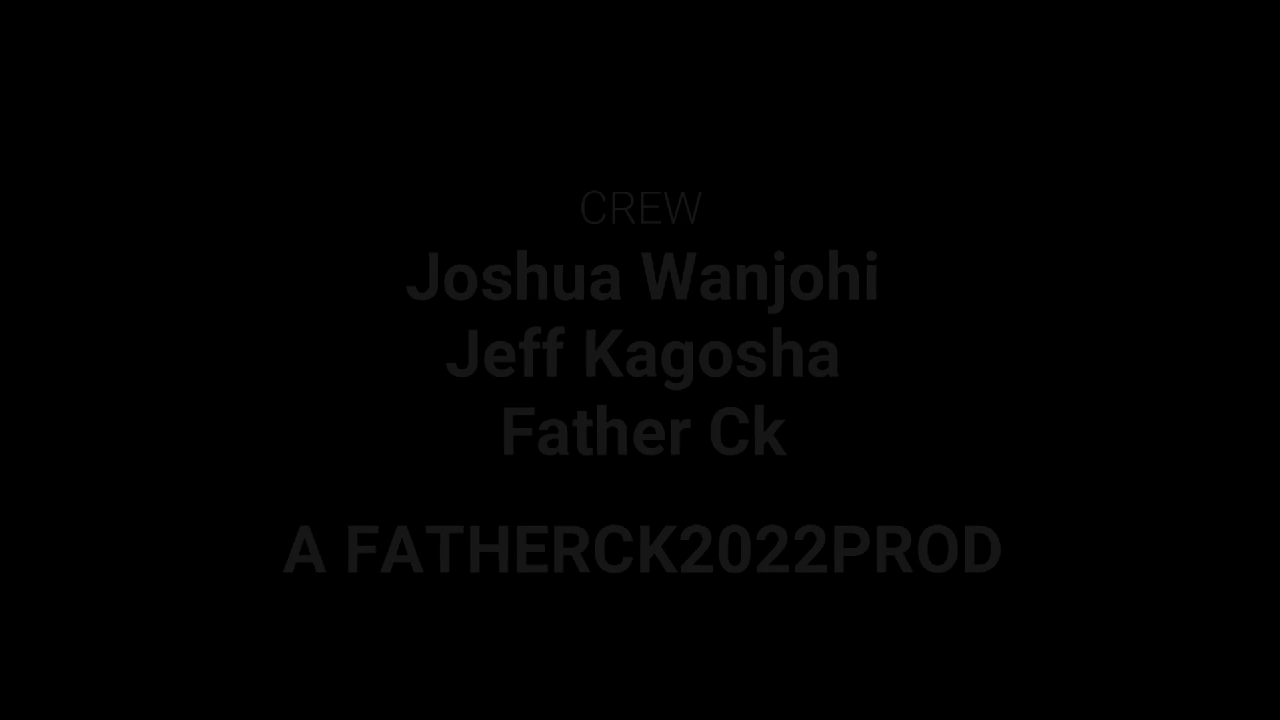 CREW
Joshua Wanjohi
Jeff Kagosha
Father Ck
A FATHERCK2022PROD